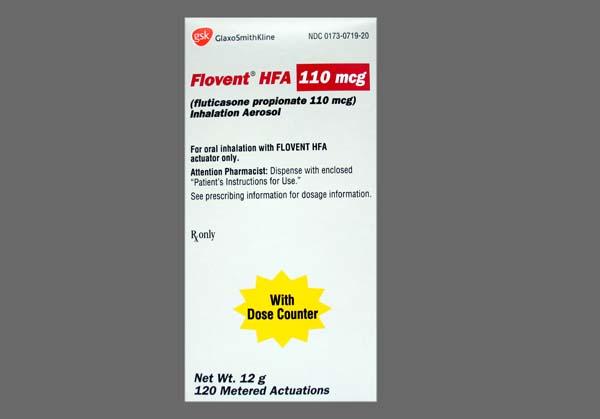 gsk GlaxoSmithKline NDC 0173-0719-20
Flovent® HFA 110 mcg
(fluticasone propionate 110 mcg)
Inhalation Aerosol
For oral inhalation with FLOVENT HFA
actuator only.
Attention Pharmacist: Dispense with enclosed
“Patient's Instructions for Use.”
See prescribing information for dosage information.
℞ only
With
Dose Counter
Net Wt. 12 g
120 Metered Actuations